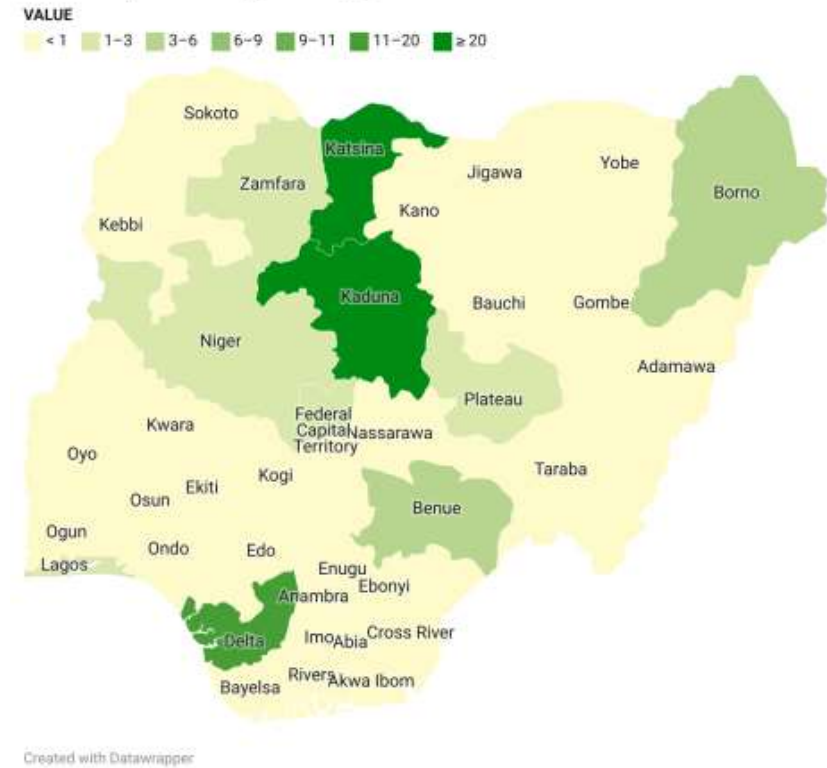 VALUE
< 1 1–3 3–6 6–9 9–11 11–20 ≥ 20
Sokoto
Katsina
Zamfara
Jigawa
Yobe
Borno
Kano
Kebbi
Kaduna
Bauchi
Gombe
Niger
Adamawa
Plateau
Federal
Capital
Territory
Nassarawa
Kwara
Oyo
Taraba
Kogi
Ekiti
Osun
Benue
Ogun
Ondo
Edo
Lagos
Enugu
Ebonyi
Anambra
Delta
Imo
Abia
Cross River
Rivers
Akwa Ibom
Bayelsa
Created with Datawrapper